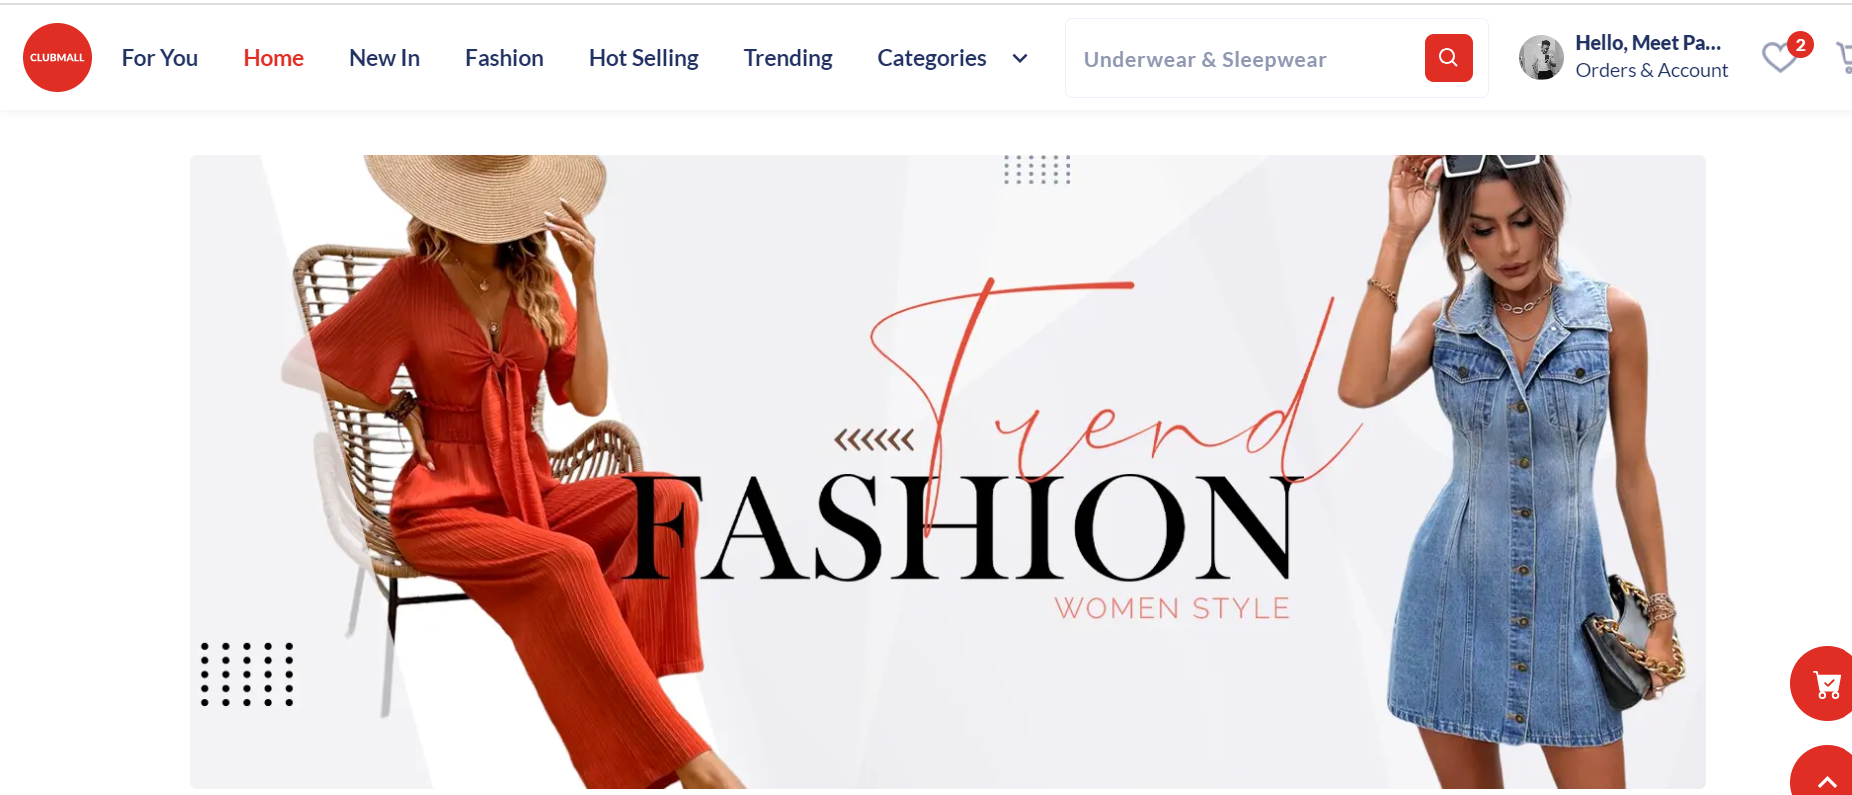 CLUBMALL
For You
Home
New In
Fashion
Hot Selling
Trending
Categories
Underwear & Sleepwear
Hello, Meet Pa...
Orders & Account
2
Trend
FASHION
WOMEN STYLE